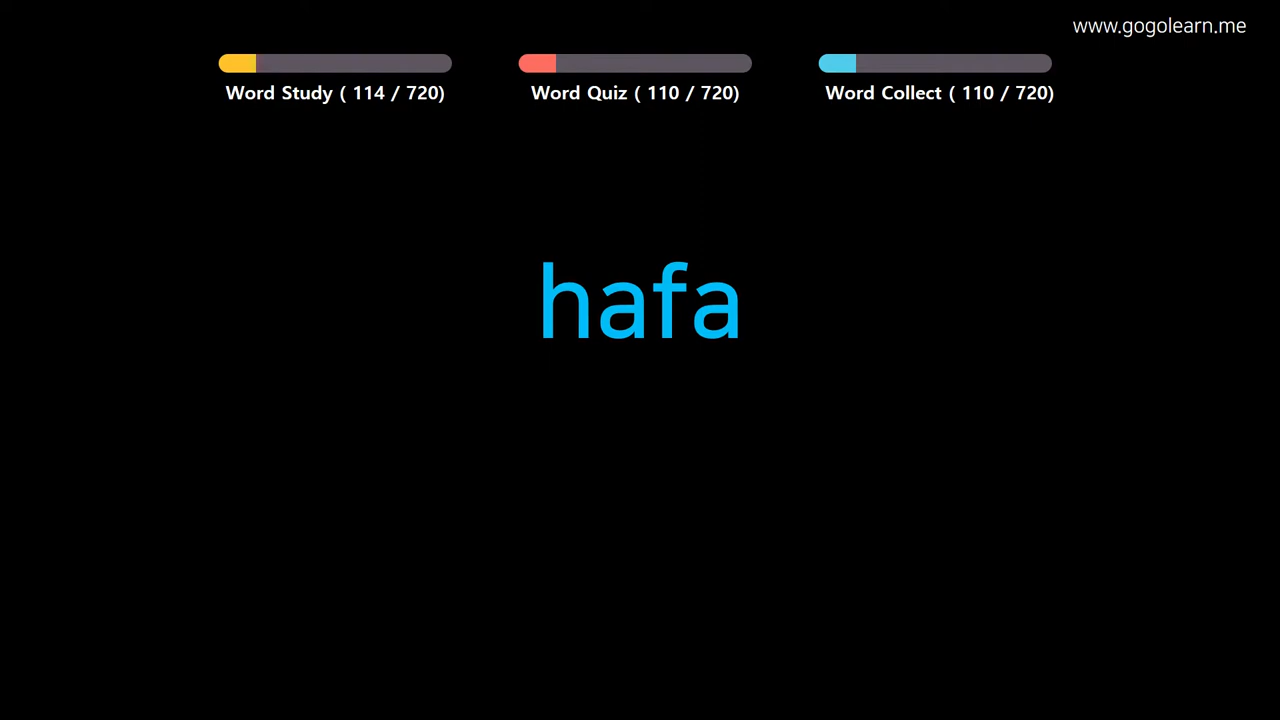 www.gogolearn.me
Word Study ( 114 / 720)
Word Quiz ( 110 / 720)
Word Collect ( 110 / 720)
hafa